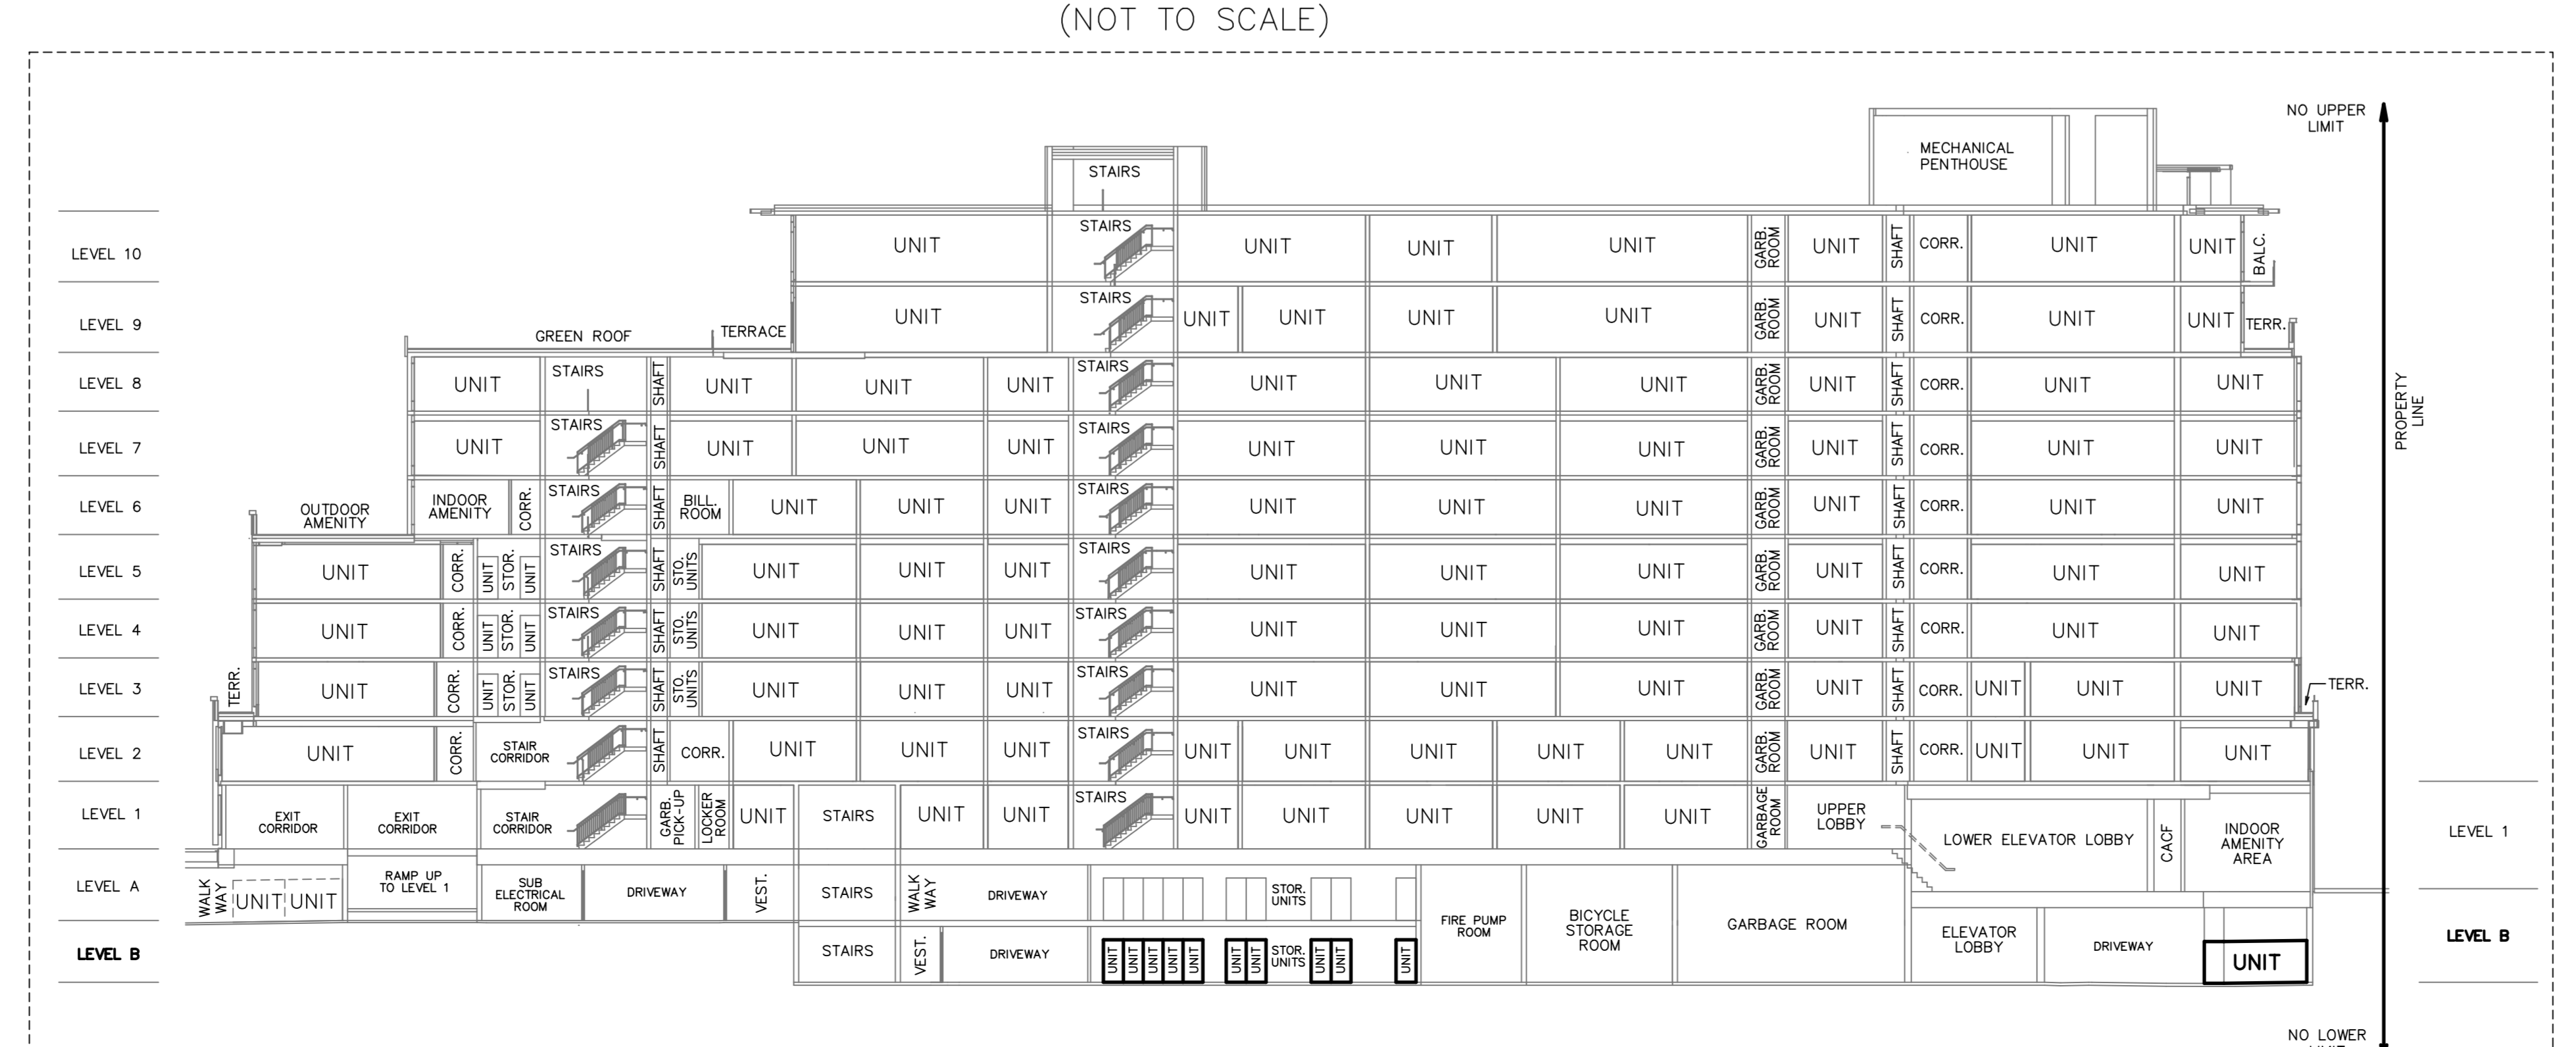 (NOT TO SCALE)
NO UPPER
LIMIT
MECHANICAL
PENTHOUSE
STAIRS
LEVEL 10
UNIT
STAIRS
UNIT
UNIT
UNIT
GARB.
ROOM
UNIT
SHAFT
CORR.
UNIT
UNIT
BALC.
LEVEL 9
GREEN ROOF
TERRACE
UNIT
STAIRS
UNIT
UNIT
UNIT
UNIT
GARB.
ROOM
UNIT
SHAFT
CORR.
UNIT
UNIT
TERR.
LEVEL 8
UNIT
STAIRS
SHAFT
UNIT
UNIT
UNIT
STAIRS
UNIT
UNIT
UNIT
GARB.
ROOM
UNIT
SHAFT
CORR.
UNIT
UNIT
PROPERTY
LINE
LEVEL 7
UNIT
STAIRS
SHAFT
UNIT
UNIT
UNIT
STAIRS
UNIT
UNIT
UNIT
GARB.
ROOM
UNIT
SHAFT
CORR.
UNIT
UNIT
LEVEL 6
OUTDOOR
AMENITY
INDOOR
AMENITY
CORR.
STAIRS
SHAFT
BILL.
ROOM
UNIT
UNIT
UNIT
STAIRS
UNIT
UNIT
UNIT
GARB.
ROOM
UNIT
SHAFT
CORR.
UNIT
UNIT
LEVEL 5
UNIT
CORR.
UNIT
STOR.
UNIT
STAIRS
SHAFT
STO.
UNITS
UNIT
UNIT
UNIT
STAIRS
UNIT
UNIT
UNIT
GARB.
ROOM
UNIT
SHAFT
CORR.
UNIT
UNIT
LEVEL 4
UNIT
CORR.
UNIT
STOR.
UNIT
STAIRS
SHAFT
STO.
UNITS
UNIT
UNIT
UNIT
STAIRS
UNIT
UNIT
UNIT
GARB.
ROOM
UNIT
SHAFT
CORR.
UNIT
UNIT
LEVEL 3
TERR.
UNIT
CORR.
UNIT
STOR.
UNIT
STAIRS
SHAFT
STO.
UNITS
UNIT
UNIT
UNIT
STAIRS
UNIT
UNIT
UNIT
GARB.
ROOM
UNIT
SHAFT
CORR.
UNIT
UNIT
UNIT
TERR.
LEVEL 2
UNIT
CORR.
STAIR
CORRIDOR
SHAFT
CORR.
UNIT
UNIT
UNIT
STAIRS
UNIT
UNIT
UNIT
UNIT
UNIT
GARB.
ROOM
UNIT
SHAFT
CORR.
UNIT
UNIT
UNIT
LEVEL 1
EXIT
CORRIDOR
EXIT
CORRIDOR
STAIR
CORRIDOR
GARB.
PICK-UP
LOCKER
ROOM
UNIT
STAIRS
UNIT
UNIT
STAIRS
UNIT
UNIT
UNIT
UNIT
UNIT
GARBAGE
ROOM
UPPER
LOBBY
LOWER ELEVATOR LOBBY
CACF
INDOOR
AMENITY
AREA
LEVEL 1
LEVEL A
WALK
WAY
UNIT
UNIT
RAMP UP
TO LEVEL 1
SUB
ELECTRICAL
ROOM
DRIVEWAY
VEST.
STAIRS
WALK
WAY
DRIVEWAY
STOR.
UNITS
FIRE PUMP
ROOM
BICYCLE
STORAGE
ROOM
GARBAGE ROOM
LEVEL B
STAIRS
VEST.
DRIVEWAY
UNIT
UNIT
UNIT
UNIT
UNIT
UNIT
UNIT
STOR.
UNITS
UNIT
UNIT
UNIT
ELEVATOR
LOBBY
DRIVEWAY
UNIT
LEVEL B
NO LOWER